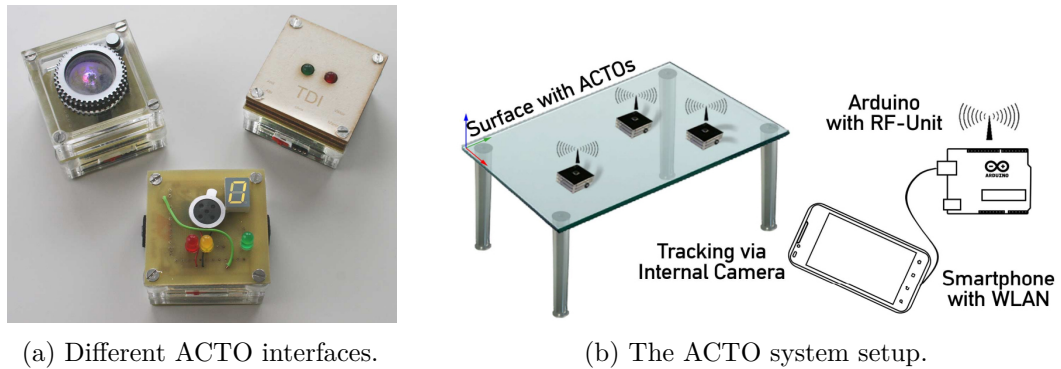 TDI
0
Surface with ACTOs
Arduino
with RF-Unit
ARDUINO
Tracking via
Internal Camera
Smartphone
with WLAN
(a) Different ACTO interfaces.
(b) The ACTO system setup.